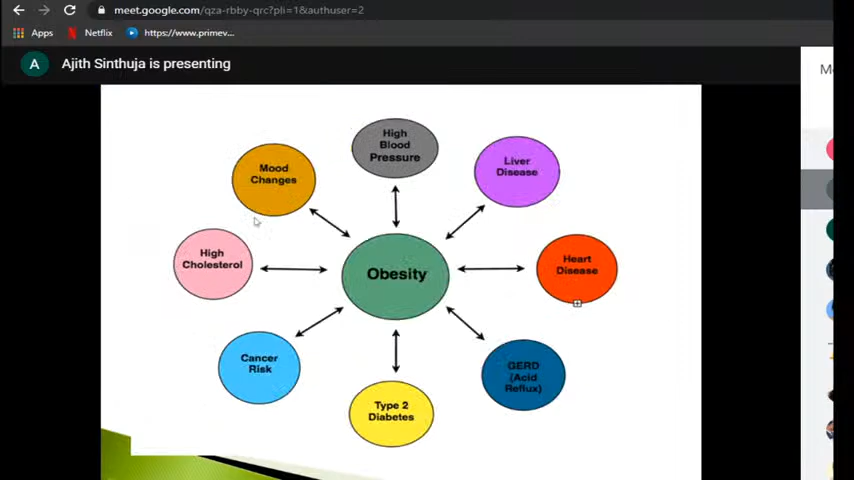 meet.google.com/qza-rbby-qrc?pli=1&authuser=2
Apps
Netflix
https://www.primev...
A
Ajith Sinthuja is presenting
High
Blood
Pressure
Mood
Changes
Liver
Disease
High
Cholesterol
Obesity
Heart
Disease
Cancer
Risk
GERD
(Acid
Reflux)
Type 2
Diabetes